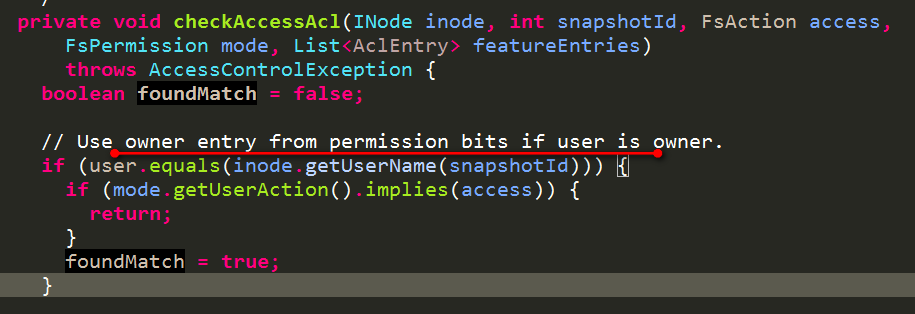 private void checkAccessAcl(INode inode, int snapshotId, FsAction access,
FsPermission mode, List<AclEntry> featureEntries)
throws AccessControlException {
boolean foundMatch = false;
// Use owner entry from permission bits if user is owner.
if (user.equals(inode.getUserName(snapshotId))) {
if (mode.getUserAction().implies(access)) {
return;
}
foundMatch = true;
}